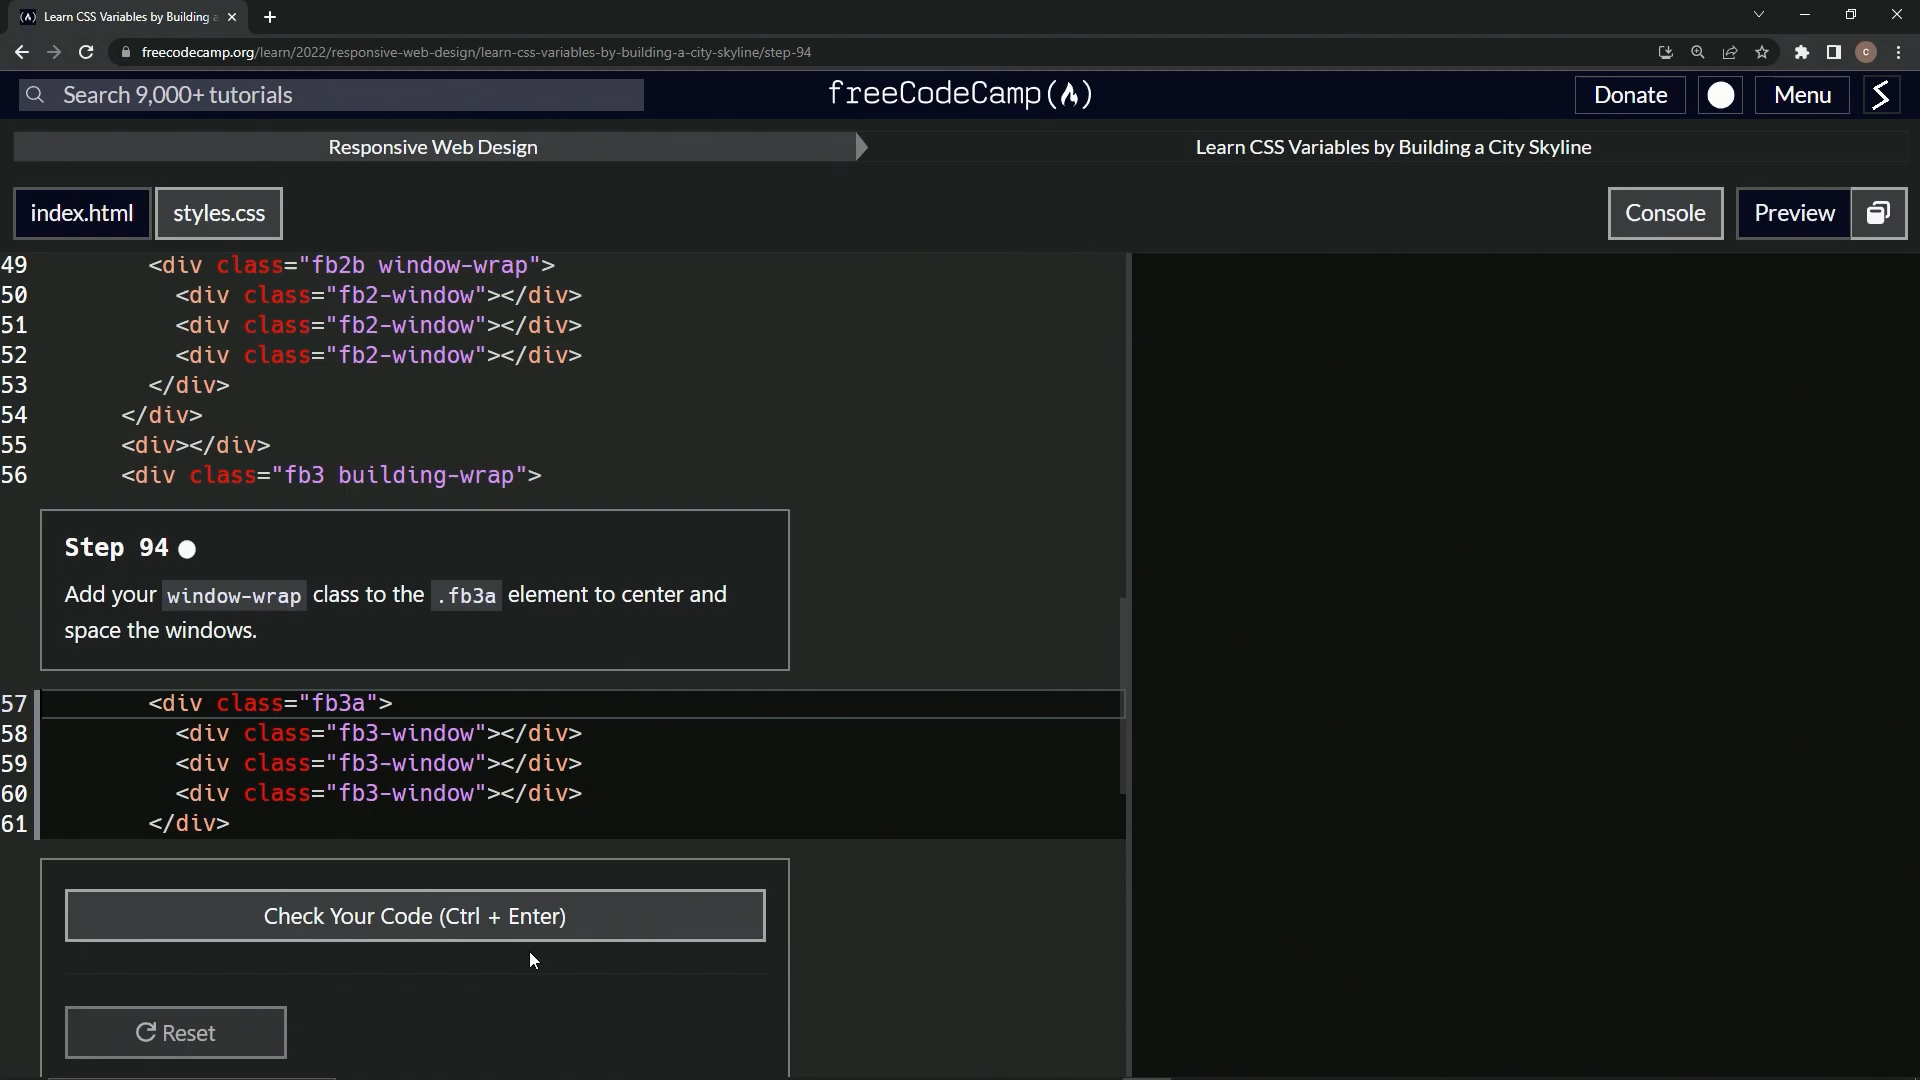 Learn CSS Variables by Building a
freecodecamp.org/learn/2022/responsive-web-design/learn-css-variables-by-building-a-city-skyline/step-94
C
Search 9,000+ tutorials
freeCodeCamp
Donate
Menu
Responsive Web Design
Learn CSS Variables by Building a City Skyline
index.html
styles.css
Console
Preview
49 <div class="fb2b window-wrap">
50 <div class="fb2-window"></div>
51 <div class="fb2-window"></div>
52 <div class="fb2-window"></div>
53 </div>
54 </div>
55 <div></div>
56 <div class="fb3 building-wrap">
Step 94
Add your window-wrap class to the .fb3a element to center and
space the windows.
57 <div class="fb3a">
58 <div class="fb3-window"></div>
59 <div class="fb3-window"></div>
60 <div class="fb3-window"></div>
61 </div>
Check Your Code (Ctrl + Enter)
Reset